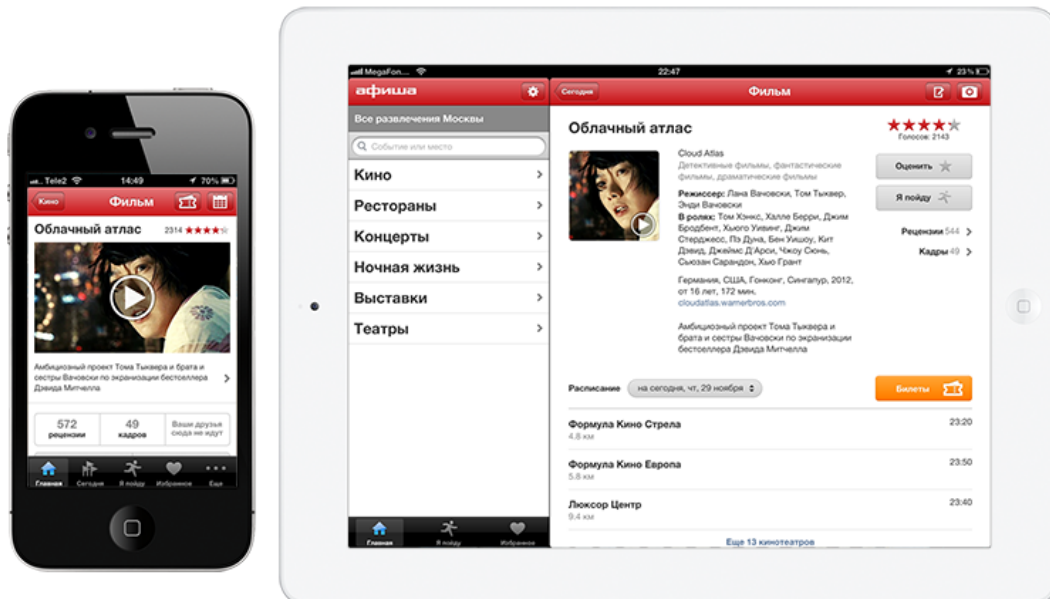 Tele2
14:49
70%
Кино
Фильм
Облачный атлас
2314
Амбициозный проект Тома Тыквера и брата и
сестры Вачовски по экранизации бестселлера
Дэвида Митчелла
572
рецензии
49
кадров
Ваши друзья
сюда не идут
Главная
Сегодня
Я пойду
Избранное
Еще
MegaFon...
22:47
23%
афиша
Все развлечения Москвы
Событие или место
Кино
Рестораны
Концерты
Ночная жизнь
Выставки
Театры
Главная
Я пойду
Избранное
Сегодня
Фильм
Облачный атлас
Голосов: 2143
Cloud Atlas
Детективные фильмы, фантастические
фильмы, драматические фильмы
Режиссер: Лана Вачовски, Том Тыквер,
Энди Вачовски
В ролях: Том Хэнкс, Халле Берри, Джим
Бродбент, Хьюго Уивинг, Джим
Стерджесс, Пэ Дуна, Бен Уишоу, Кит
Дэвид, Джеймс Д'Арси, Чжоу Сюнь,
Сьюзан Сарандон, Хью Грант
Германия, США, Гонконг, Сингапур, 2012,
от 16 лет, 172 мин.
cloudatlas.warnerbros.com
Амбициозный проект Тома Тыквера и
брата и сестры Вачовски по экранизации
бестселлера Дэвида Митчелла
Оценить
Я пойду
Рецензии 544
Кадры 49
Расписание на сегодня, чт, 29 ноября
Билеты
Формула Кино Стрела 23:20
4.8 км
Формула Кино Европа 23:50
5.8 км
Люксор Центр 23:40
9.4 км
Еще 13 кинотеатров